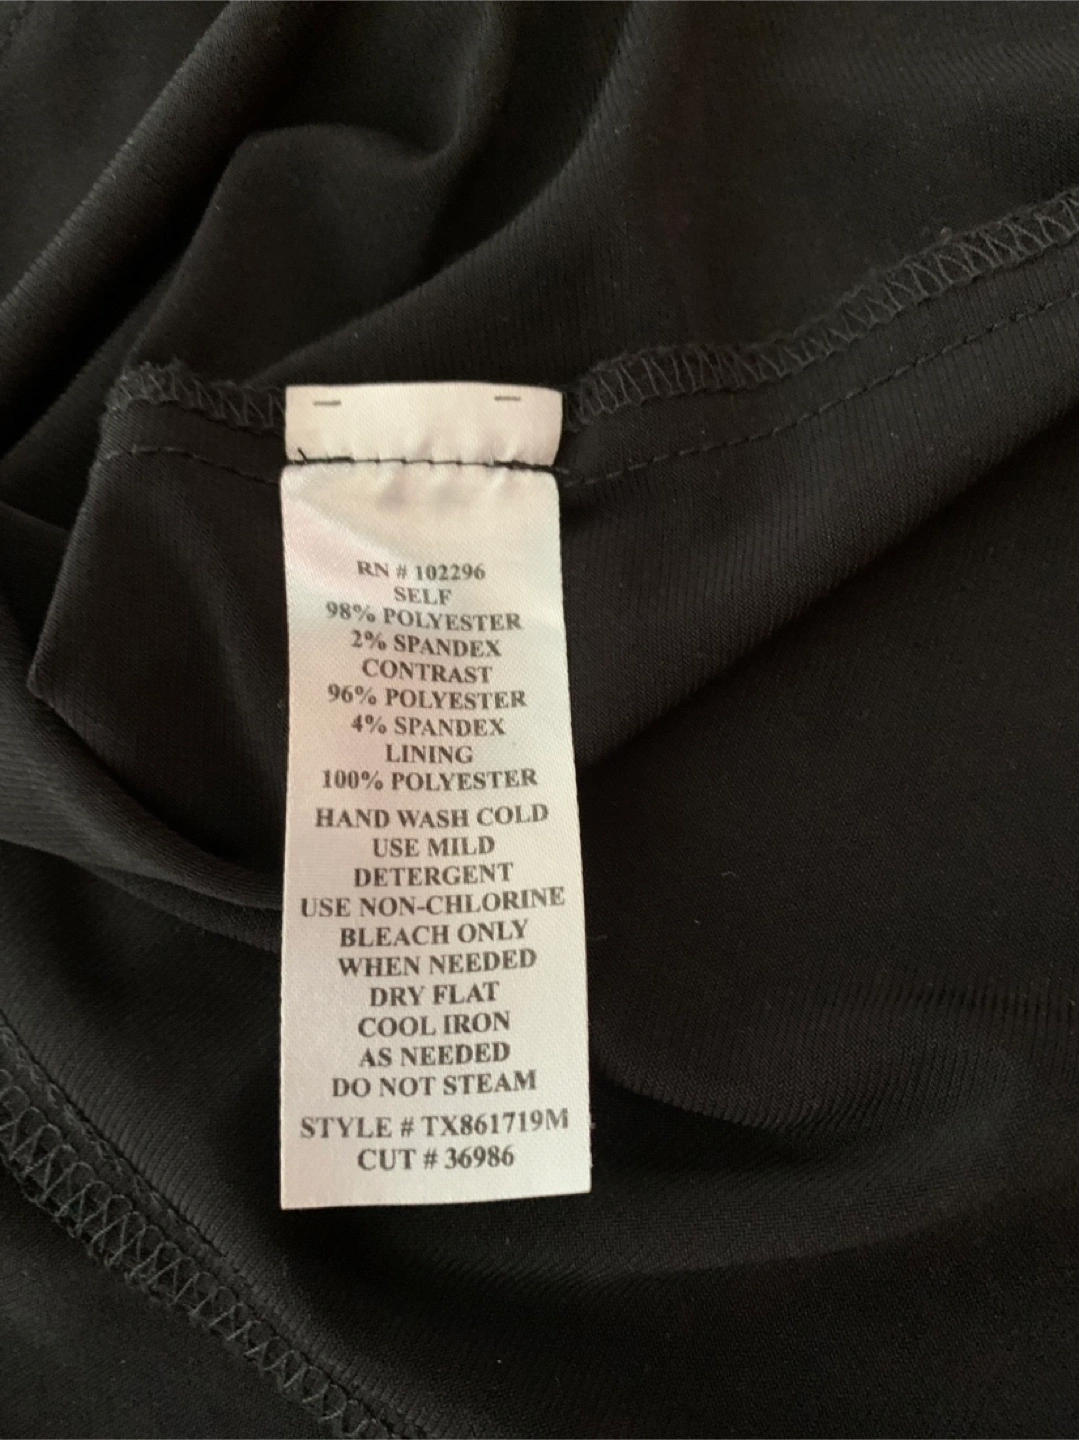 RN # 102296
SELF
98% POLYESTER
2% SPANDEX
CONTRAST
96% POLYESTER
4% SPANDEX
LINING
100% POLYESTER
HAND WASH COLD
USE MILD
DETERGENT
USE NON-CHLORINE
BLEACH ONLY
WHEN NEEDED
DRY FLAT
COOL IRON
AS NEEDED
DO NOT STEAM
STYLE # TX861719M
CUT # 36986